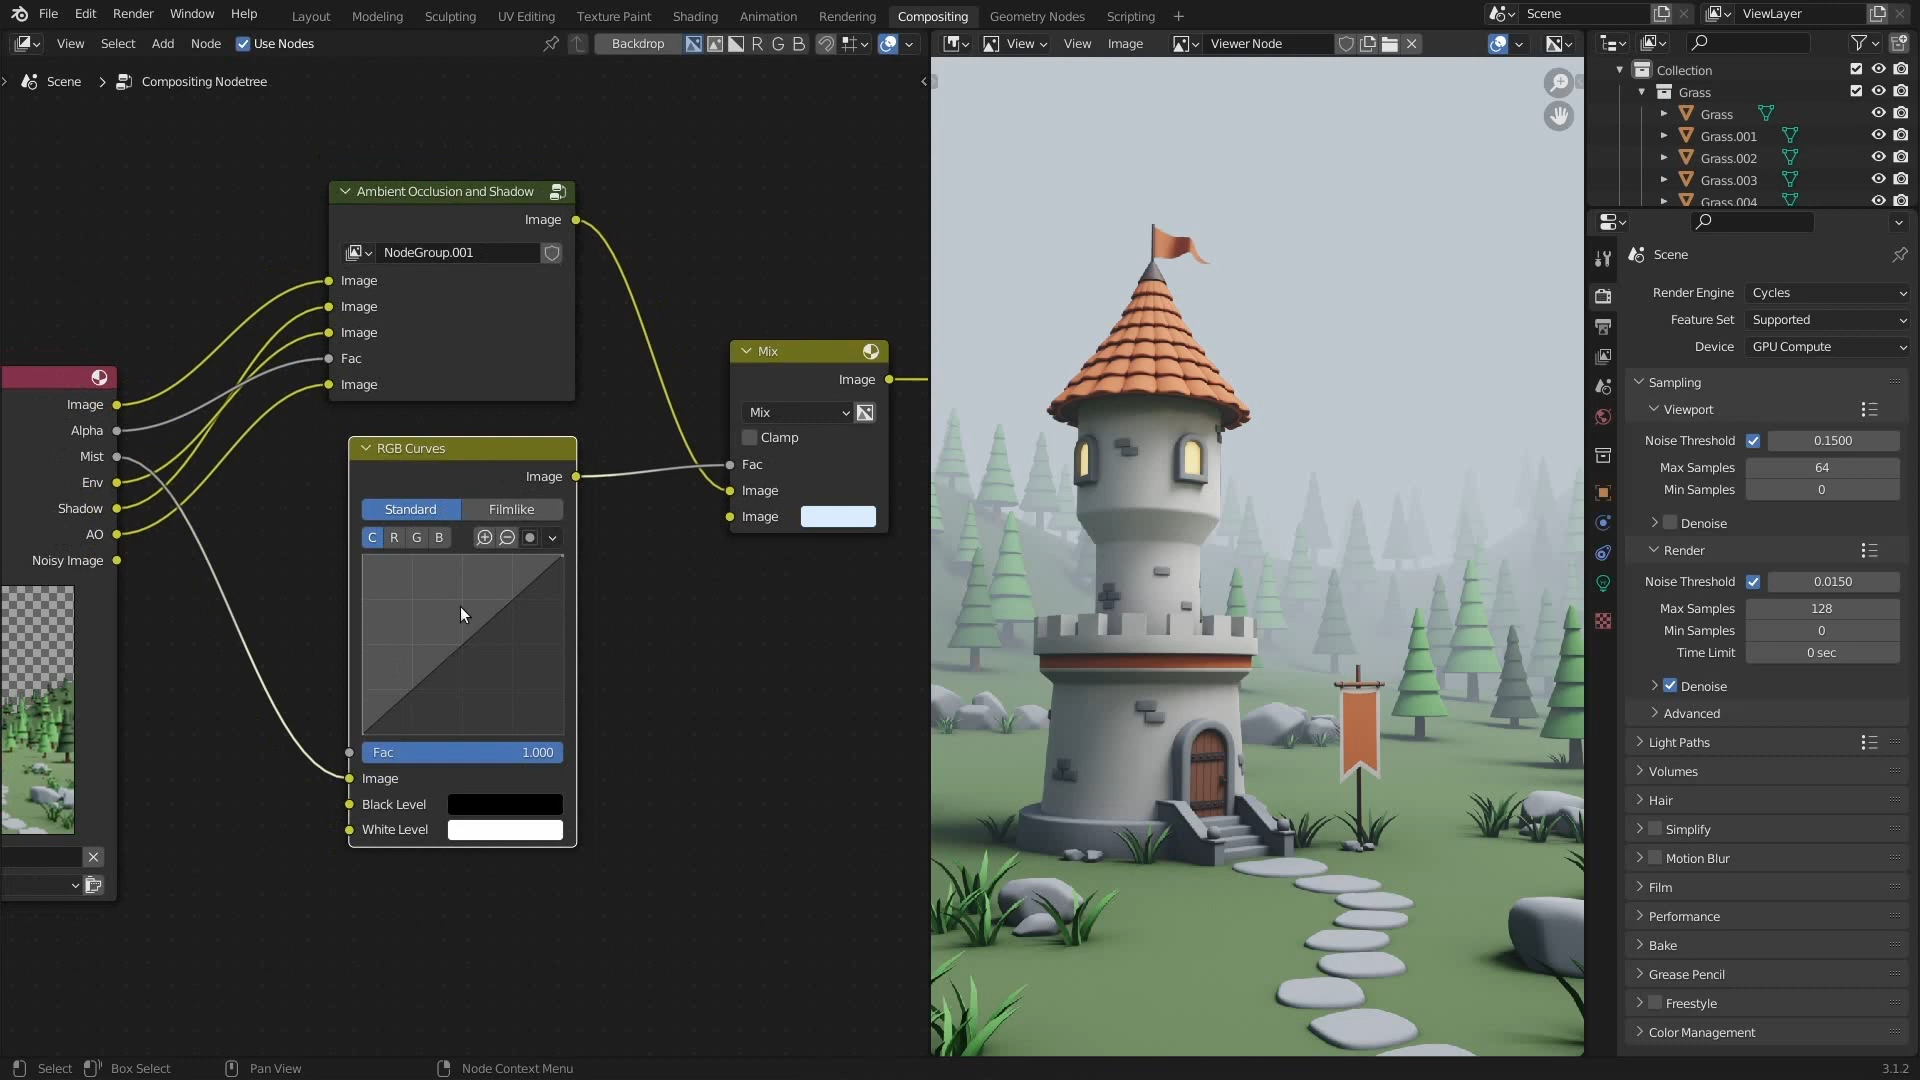 File Edit Render Window Help
Layout Modeling Sculpting UV Editing Texture Paint Shading Animation Rendering Compositing Geometry Nodes Scripting +
Scene ViewLayer
View Select Add Node Use Nodes
Backdrop R G B
View View Image Viewer Node
Scene > Compositing Nodetree
Collection
Grass
Grass
Grass.001
Grass.002
Grass.003
Grass.004
Image
Alpha
Mist
Env
Shadow
AO
Noisy Image
Ambient Occlusion and Shadow
Image
NodeGroup.001
Image
Image
Image
Fac
Image
RGB Curves
Image
Standard Filmlike
C R G B
Fac 1.000
Image
Black Level
White Level
Mix
Image
Mix
Clamp
Fac
Image
Image
Scene
Render Engine Cycles
Feature Set Supported
Device GPU Compute
Sampling
Viewport
Noise Threshold 0.1500
Max Samples 64
Min Samples 0
Denoise
Render
Noise Threshold 0.0150
Max Samples 128
Min Samples 0
Time Limit 0 sec
Denoise
Advanced
Light Paths
Volumes
Hair
Simplify
Motion Blur
Film
Performance
Bake
Grease Pencil
Freestyle
Color Management
Select Box Select Pan View Node Context Menu 3.1.2